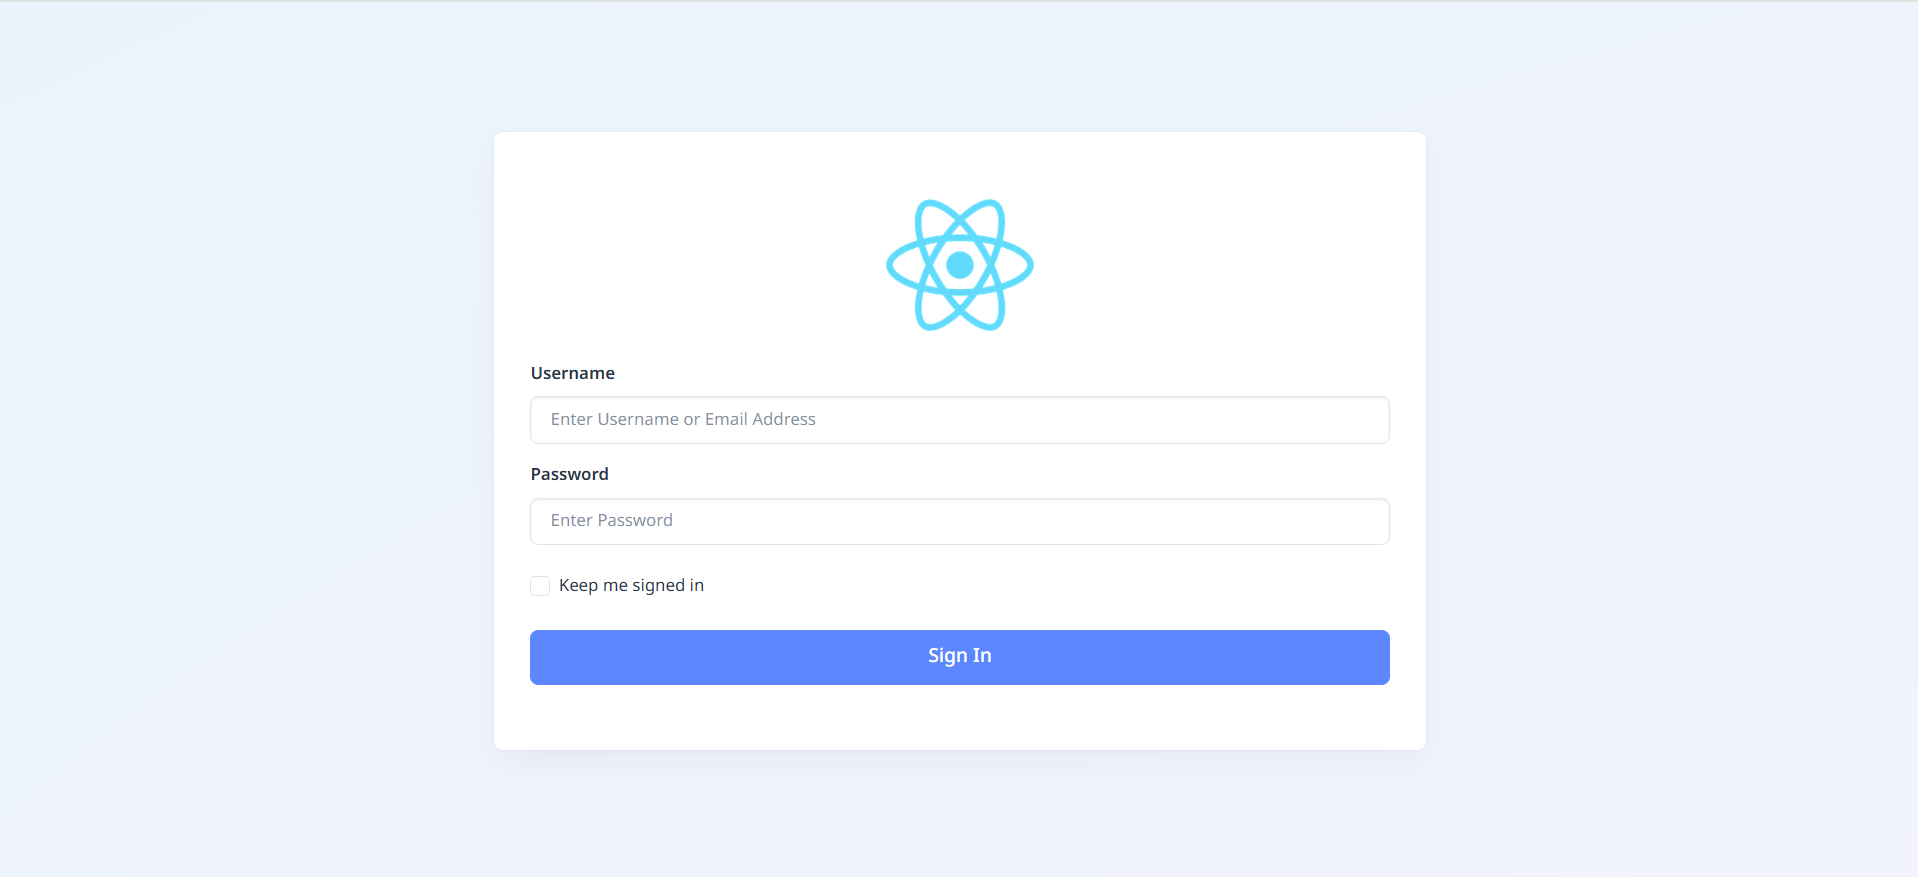 Username
Enter Username or Email Address
Password
Enter Password
Keep me signed in
Sign In